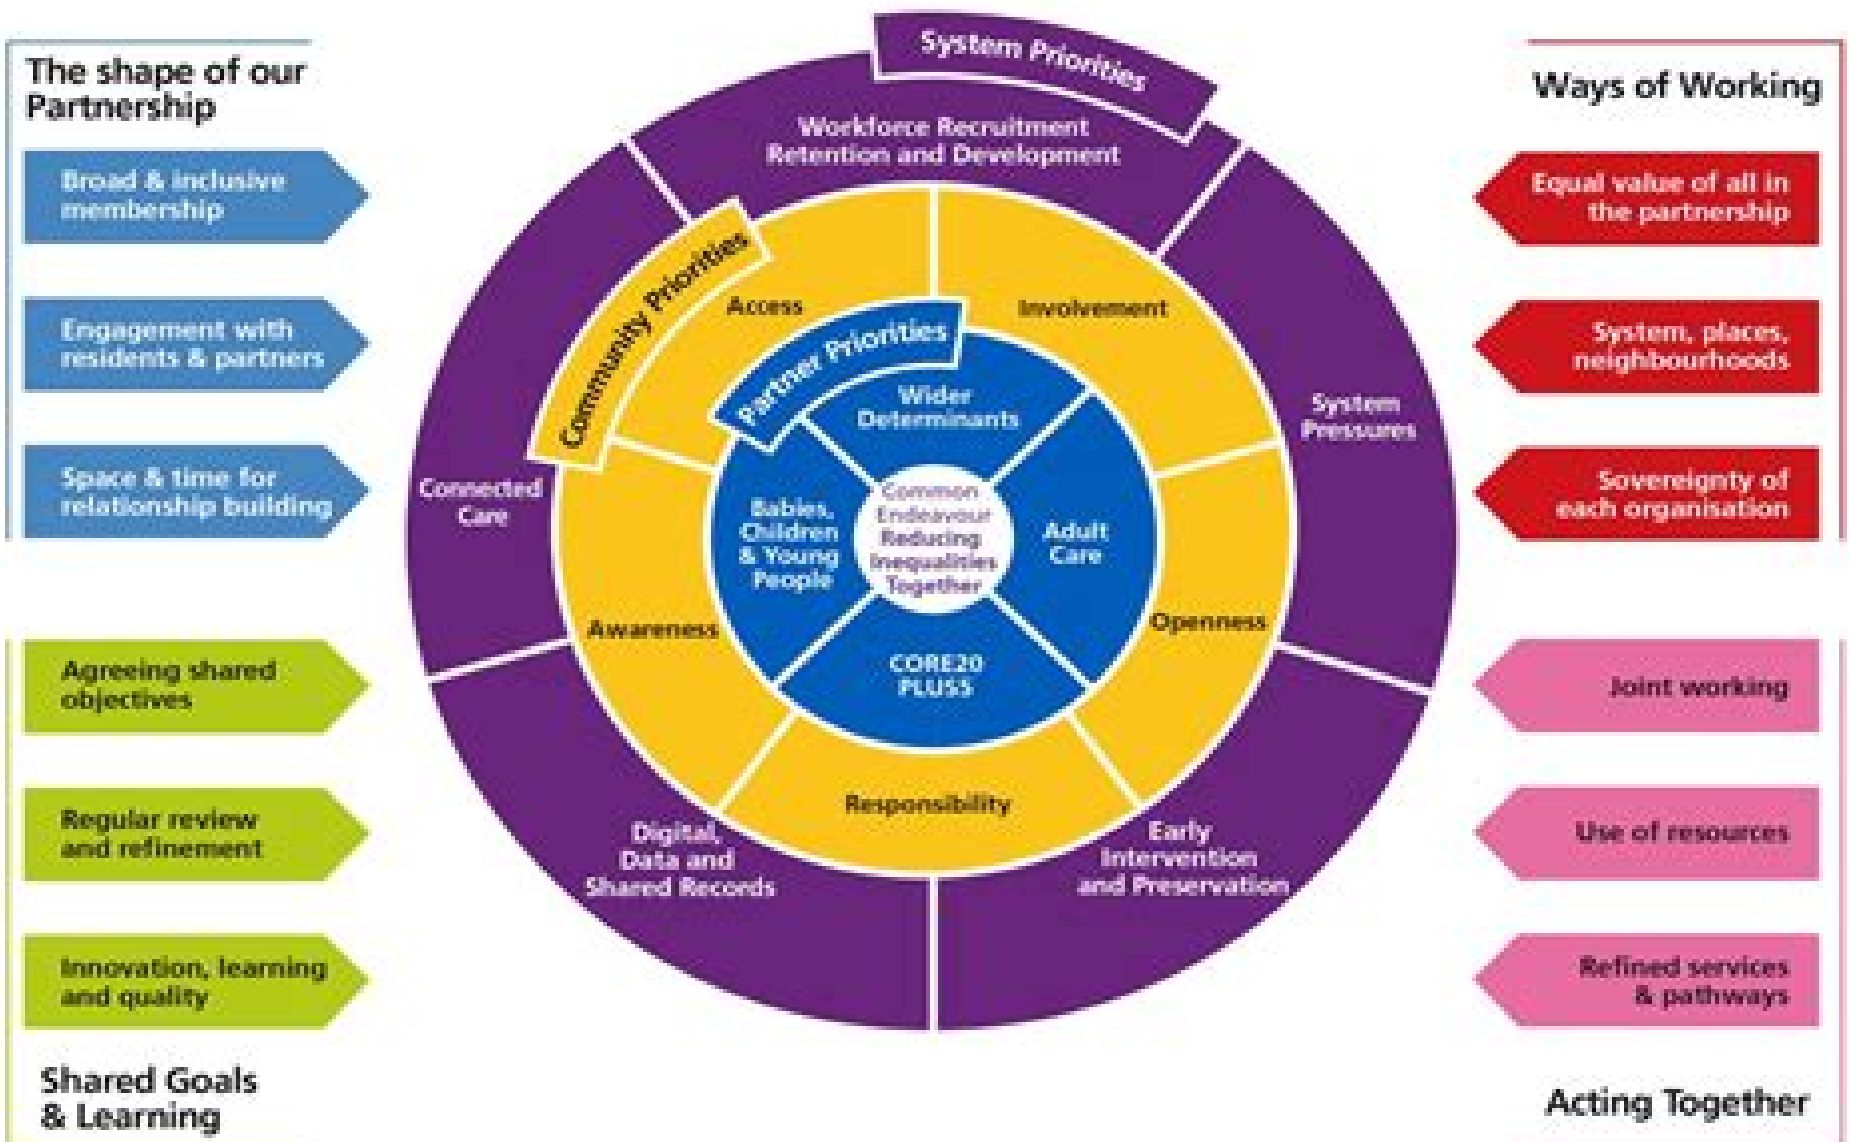 The shape of our
Partnership
Broad & inclusive
membership
Engagement with
residents & partners
Space & time for
relationship building
Agreeing shared
objectives
Regular review
and refinement
Innovation, learning
and quality
Shared Goals
& Learning
System Priorities
Workforce Recruitment
Retention and Development
System
Pressures
Early
Intervention
and Preservation
Digital,
Data and
Shared Records
Connected
Care
Community Priorities
Access
Involvement
Openness
Responsibility
Awareness
Partner Priorities
Wider
Determinants
Adult
Care
CORE20
PLUS5
Babies,
Children
& Young
People
Common
Endeavour
Reducing
Inequalities
Together
Ways of Working
Equal value of all in
the partnership
System, places,
neighbourhoods
Sovereignty of
each organisation
Joint working
Use of resources
Refined services
& pathways
Acting Together